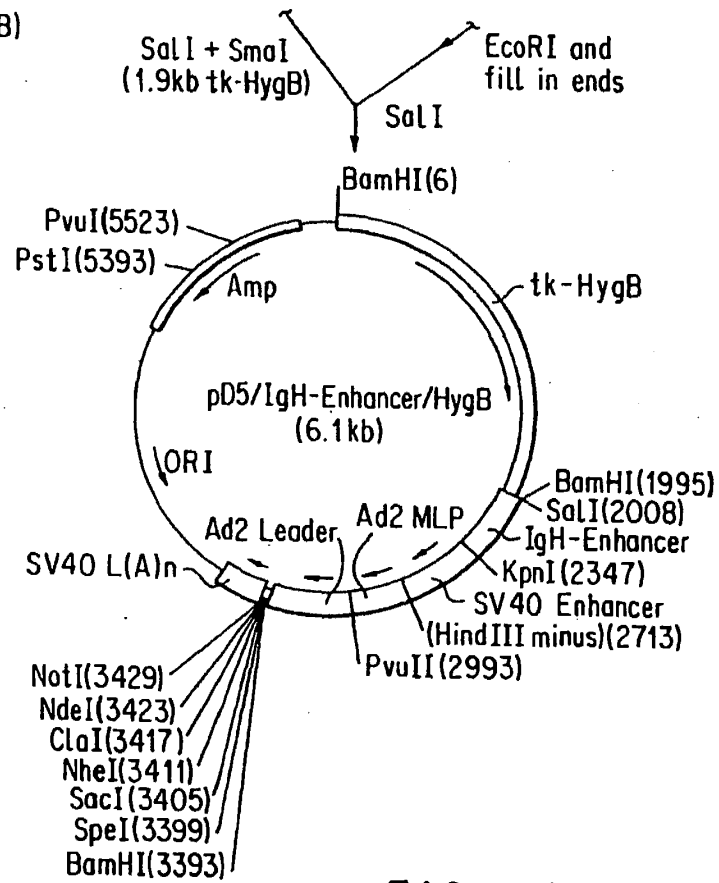 B)
SalI + SmaI
(1.9kb tk-HygB)
EcoRI and
fill in ends
SalI
BamHI(6)
PvuI(5523)
PstI(5393)
Amp
tk-HygB
pD5/IgH-Enhancer/HygB
(6.1kb)
ORI
BamHI(1995)
SalI(2008)
IgH-Enhancer
KpnI(2347)
SV40 Enhancer
(HindIII minus)(2713)
PvuII(2993)
Ad2 Leader
Ad2 MLP
SV40 L(A)n
NotI(3429)
NdeI(3423)
ClaI(3417)
NheI(3411)
SacI(3405)
SpeI(3399)
BamHI(3393)